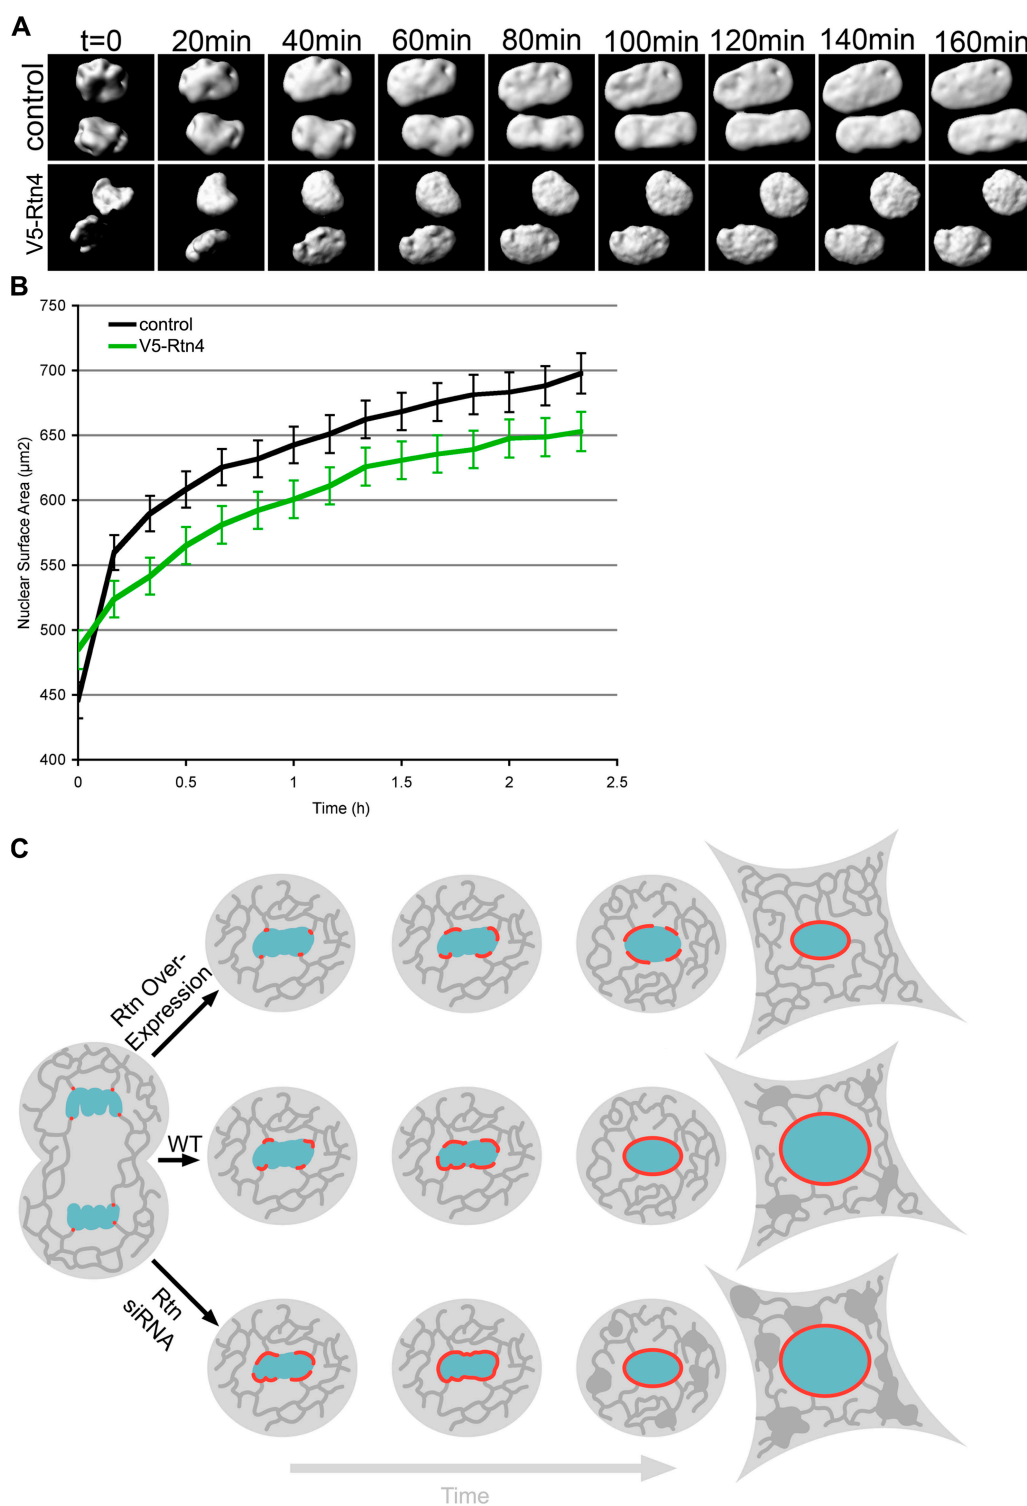 A
t=0 20min 40min 60min 80min 100min 120min 140min 160min
control
V5-Rtn4
B
750
700
650
600
550
500
450
400
Nuclear Surface Area (µm2)
control
V5-Rtn4
0 0.5 1 1.5 2 2.5
Time (h)
C
Rtn Over-
Expression
WT
Rtn
siRNA
Time